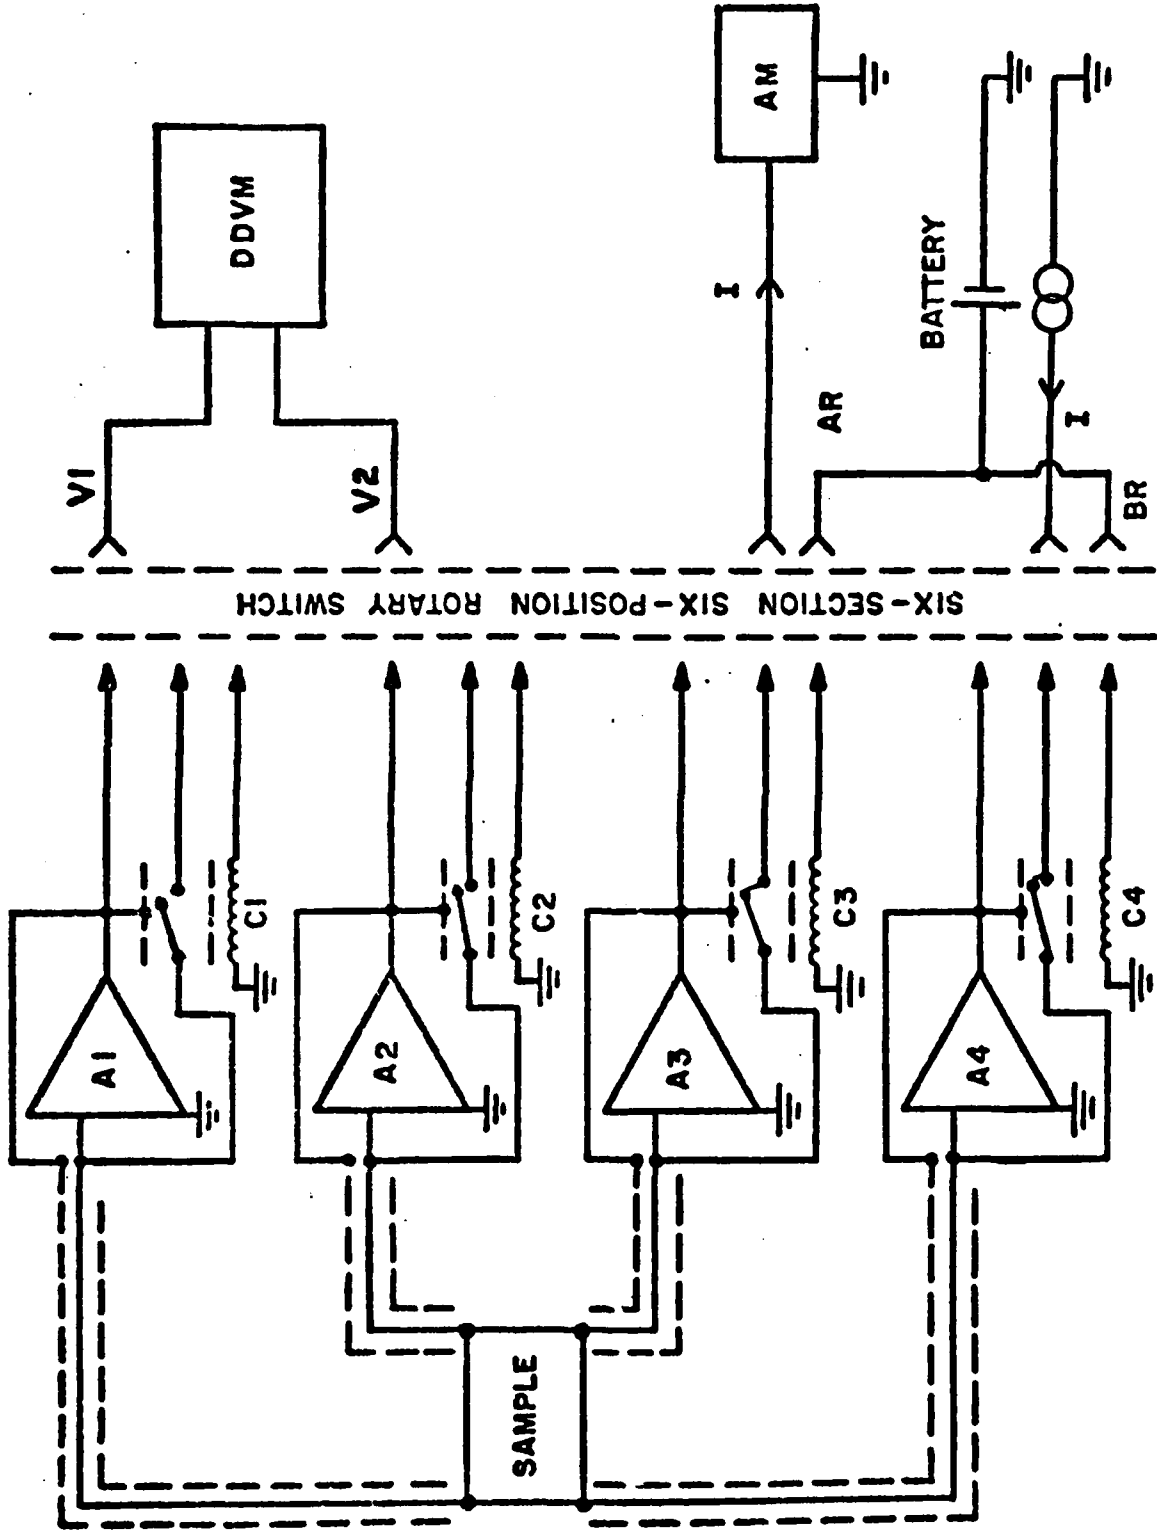 DDVM
V1
V2
AM
I
AR
BATTERY
I
BR
SIX-SECTION SIX-POSITION ROTARY SWITCH
A1
C1
A2
C2
A3
C3
A4
C4
SAMPLE